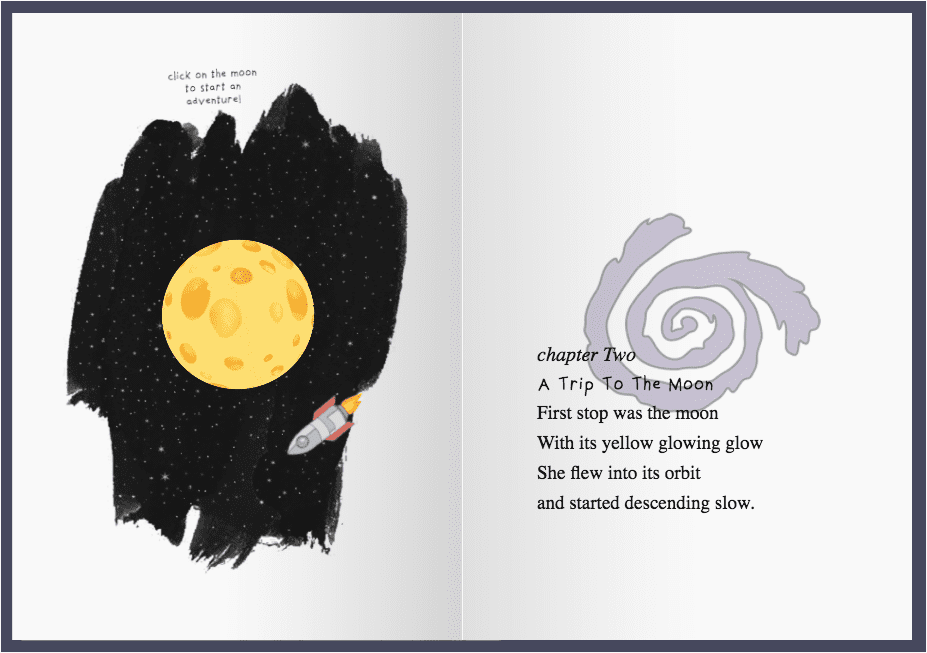 click on the moon
to start an
adventure!
chapter Two
A Trip To The Moon
First stop was the moon
With its yellow glowing glow
She flew into its orbit
and started descending slow.